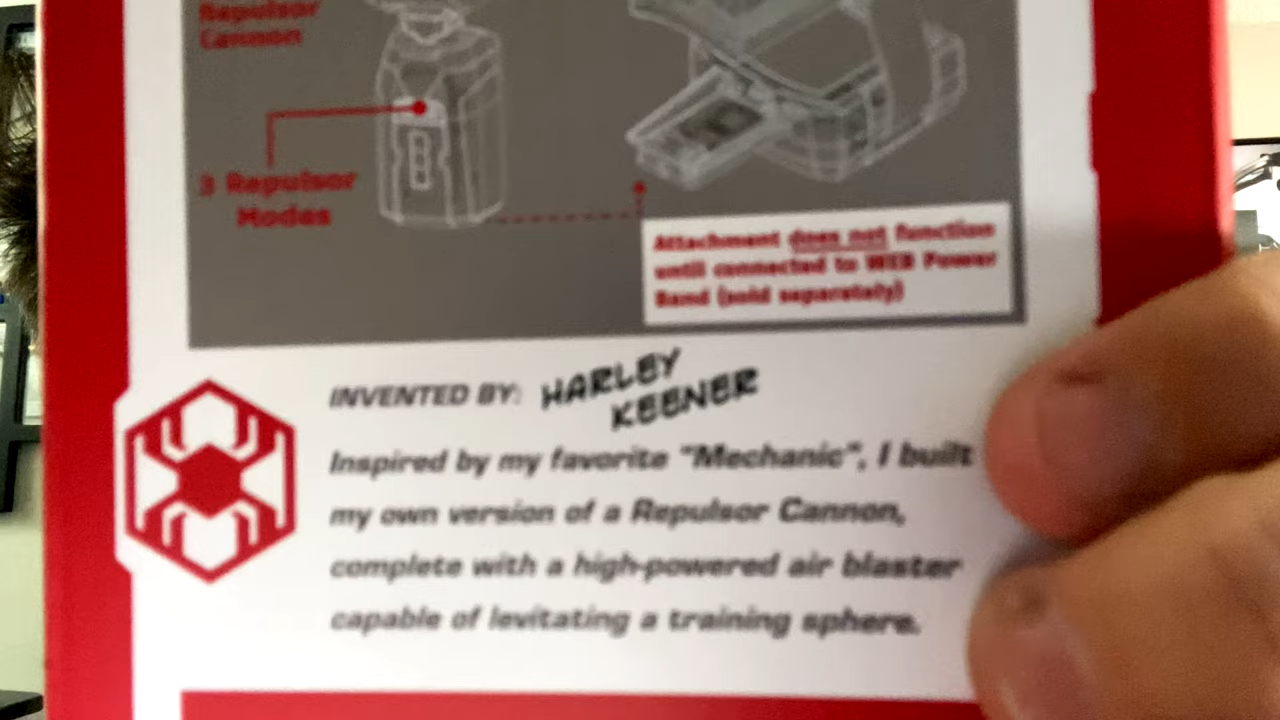 Repulsor
Cannon
3 Repulsor
Modes
Attachment does not function
until connected to WEB Power
Band (sold separately)
INVENTED BY: HARLEY
KEENER
Inspired by my favorite "Mechanic", I built
my own version of a Repulsor Cannon,
complete with a high-powered air blaster
capable of levitating a training sphere.